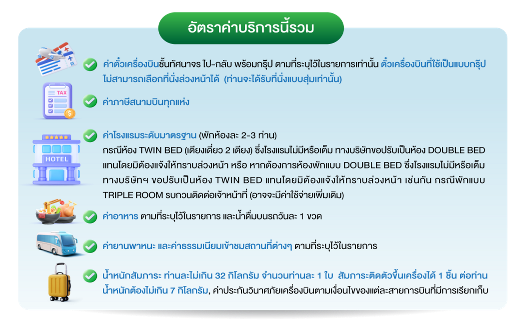 อัตราค่าบริการนี้รวม
ค่าตั๋วเครื่องบินชั้นทัศนาจร ไป-กลับ พร้อมกรุ๊ป ตามที่ระบุไว้ในรายการเท่านั้น ตั๋วเครื่องบินที่ใช้เป็นแบบกรุ๊ป
ไม่สามารถเลือกที่นั่งล่วงหน้าได้ (ท่านจะได้รับที่นั่งแบบสุ่มเท่านั้น)
TAX
ค่าภาษีสนามบินทุกแห่ง
ค่าโรงแรมระดับมาตรฐาน (พักห้องละ 2-3 ท่าน)
กรณีห้อง TWIN BED (เตียงเดี่ยว 2 เตียง) ซึ่งโรงแรมไม่มีหรือเต็ม ทางบริษัทขอปรับเป็นห้อง DOUBLE BED
แทนโดยมิต้องแจ้งให้ทราบล่วงหน้า หรือ หากต้องการห้องพักแบบ DOUBLE BED ซึ่งโรงแรมไม่มีหรือเต็ม
HOTEL
ทางบริษัทฯ ขอปรับเป็นห้อง TWIN BED แทนโดยมิต้องแจ้งให้ทราบล่วงหน้า เช่นกัน กรณีพักแบบ
TRIPLE ROOM รบกวนติดต่อเจ้าหน้าที่ (อาจจะมีค่าใช้จ่ายเพิ่มเติม)
ค่าอาหาร ตามที่ระบุไว้ในรายการ และน้ำดื่มบนรถวันละ 1 ขวด
ค่ายานพาหนะ และค่าธรรมเนียมเข้าชมสถานที่ต่างๆ ตามที่ระบุไว้ในรายการ
น้ำหนักสัมภาระ ท่านละไม่เกิน 32 กิโลกรัม จำนวนท่านละ 1 ใบ สัมภาระติดตัวขึ้นเครื่องได้ 1 ชิ้น ต่อท่าน
น้ำหนักต้องไม่เกิน 7 กิโลกรัม, ค่าประกันวินาศภัยเครื่องบินตามเงื่อนไขของแต่ละสายการบินที่มีการเรียกเก็บ